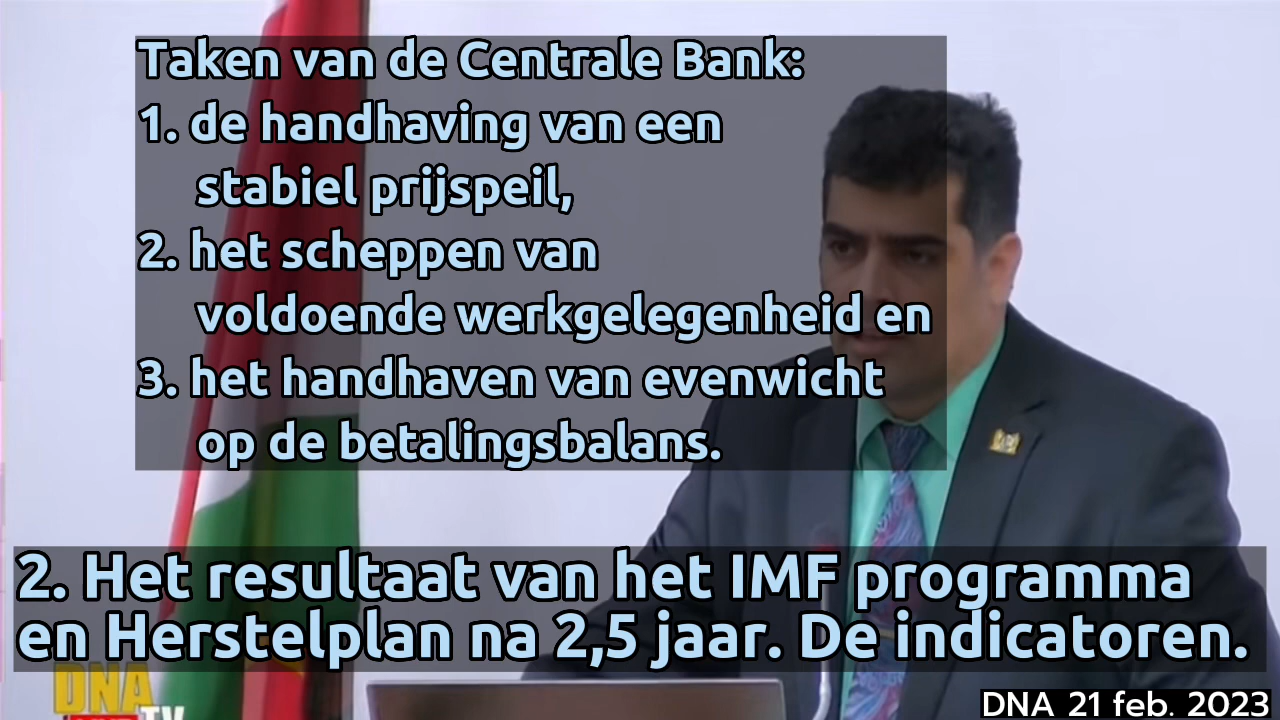 Taken van de Centrale Bank:
1. de handhaving van een
stabiel prijspeil,
2. het scheppen van
voldoende werkgelegenheid en
3. het handhaven van evenwicht
op de betalingsbalans.
2. Het resultaat van het IMF programma
en Herstelplan na 2,5 jaar. De indicatoren.
DNA
TV
DNA 21 feb. 2023